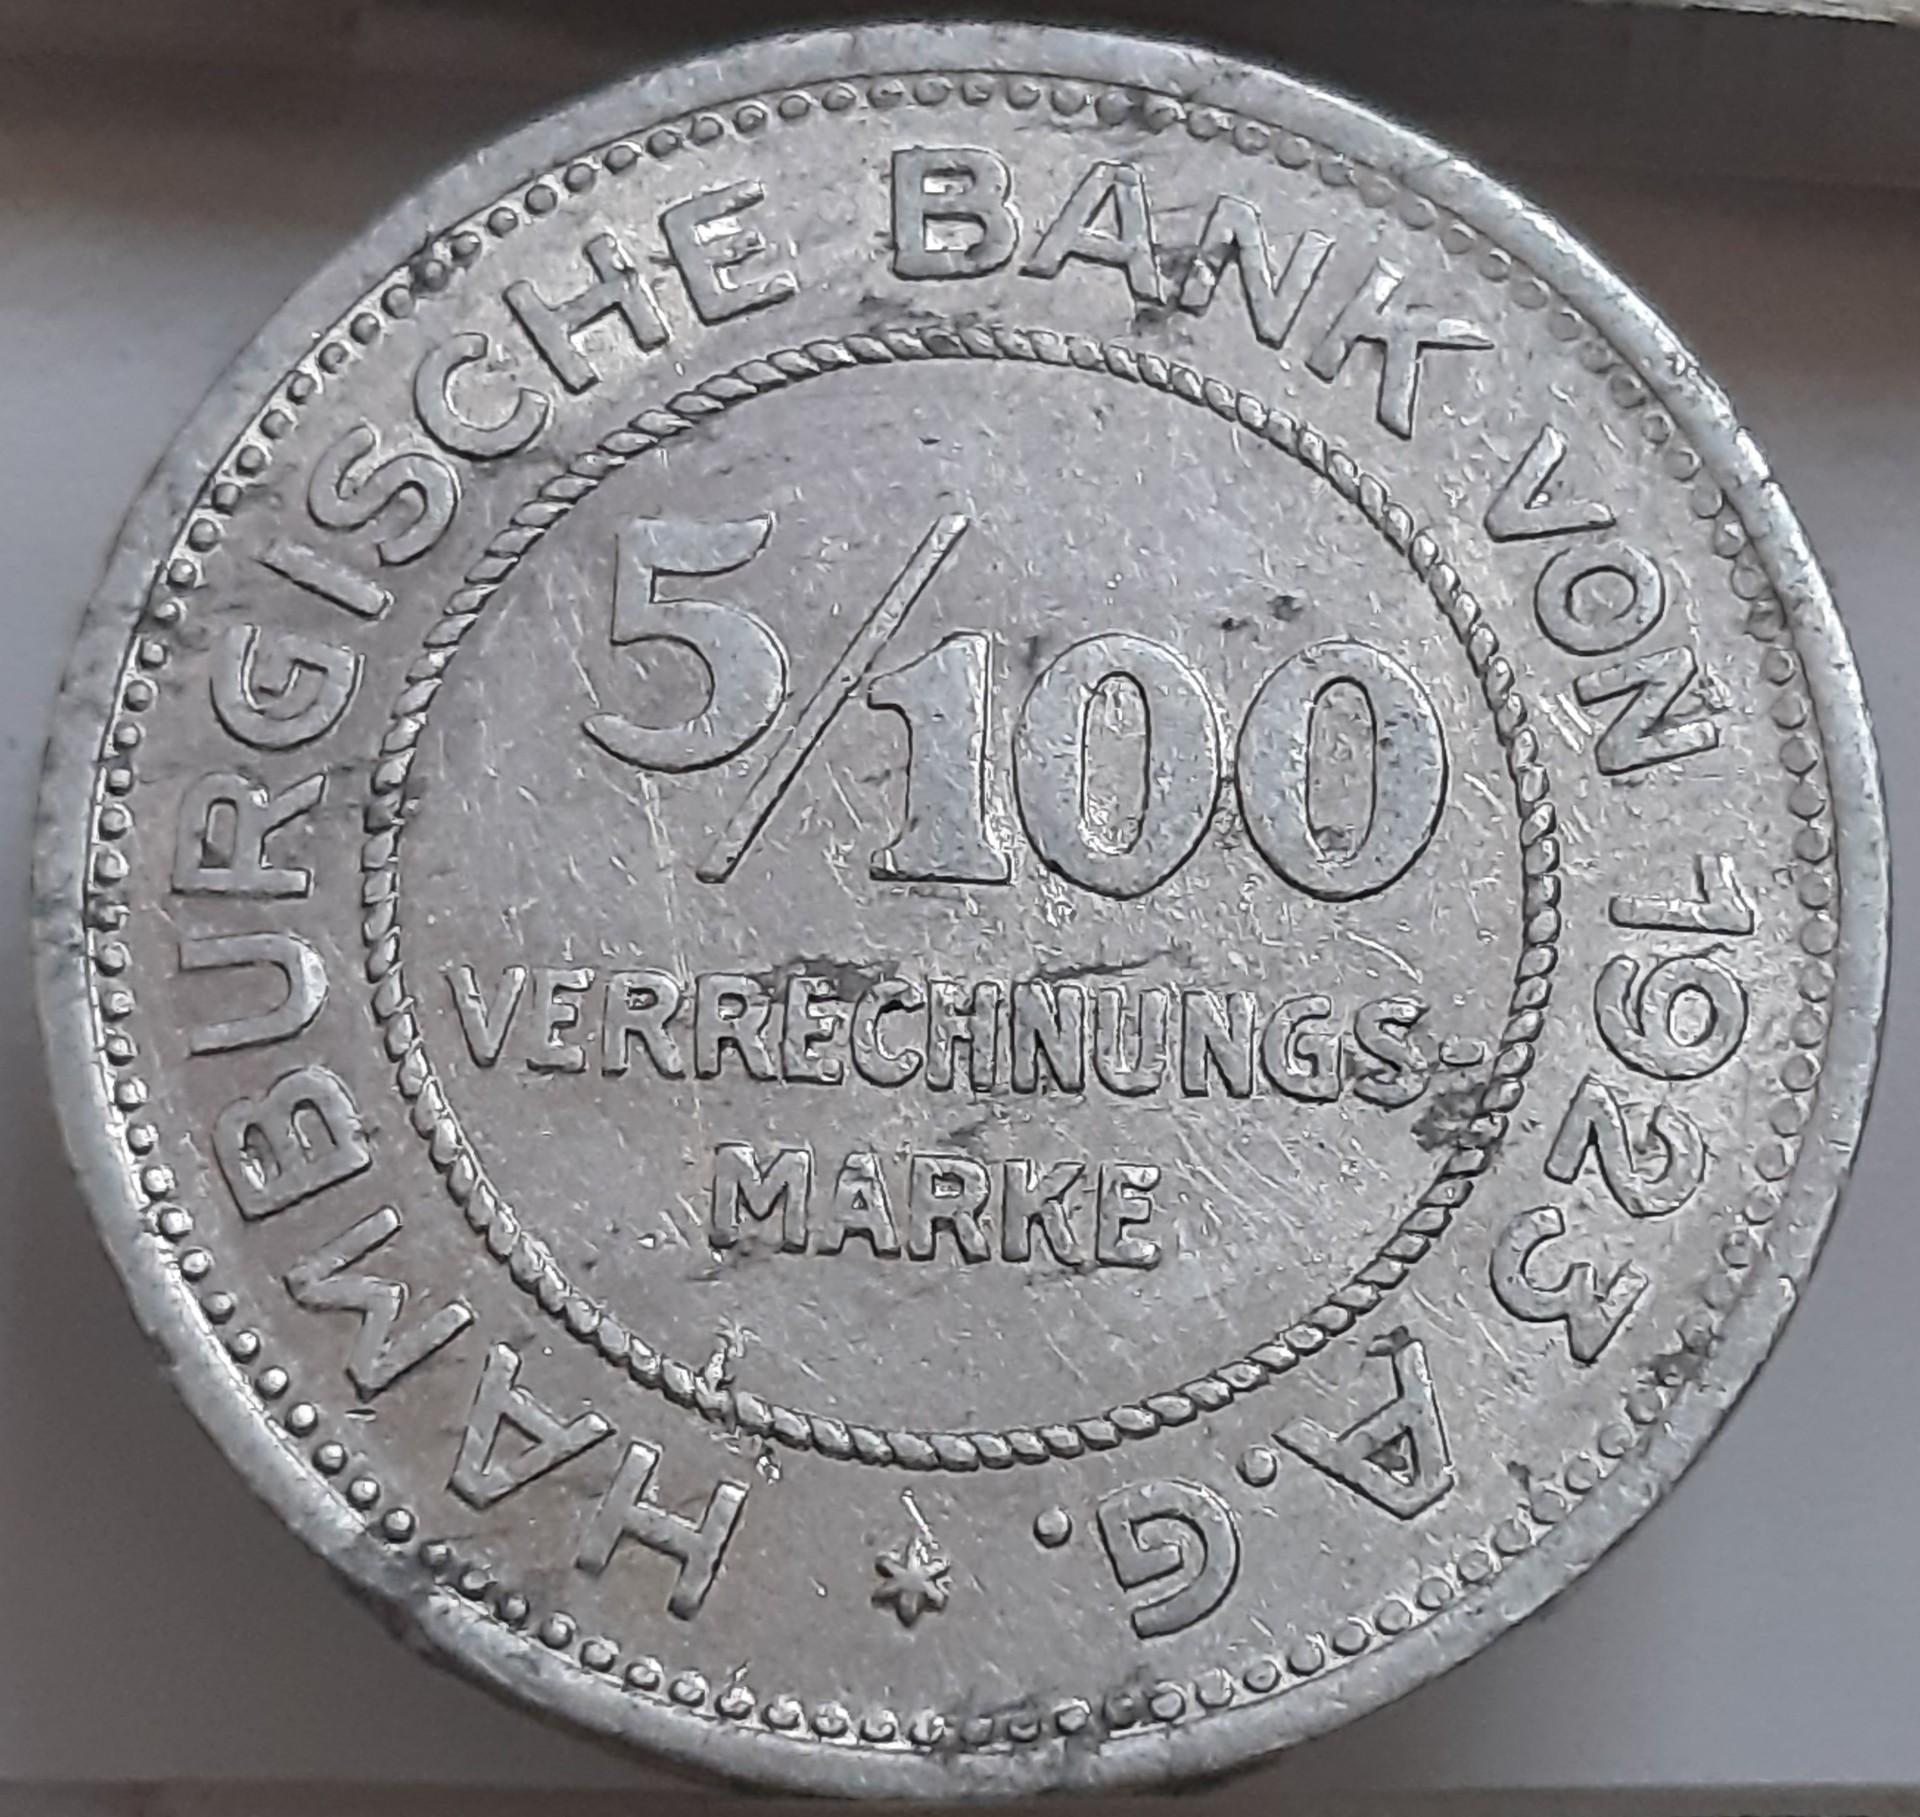 HAMBURGISCHE BANK VON 1923 A.G.
5/100
VERRECHNUNGS-
MARKE